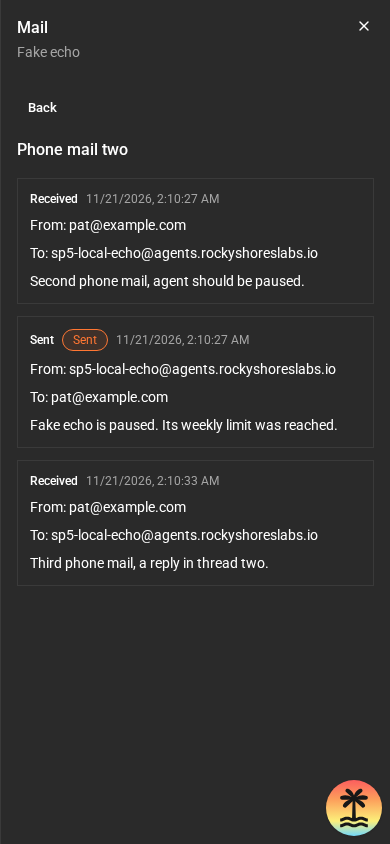 Mail
Fake echo
Back
Phone mail two
Received 11/21/2026, 2:10:27 AM
From: pat@example.com
To: sp5-local-echo@agents.rockyshoreslabs.io
Second phone mail, agent should be paused.
Sent Sent 11/21/2026, 2:10:27 AM
From: sp5-local-echo@agents.rockyshoreslabs.io
To: pat@example.com
Fake echo is paused. Its weekly limit was reached.
Received 11/21/2026, 2:10:33 AM
From: pat@example.com
To: sp5-local-echo@agents.rockyshoreslabs.io
Third phone mail, a reply in thread two.